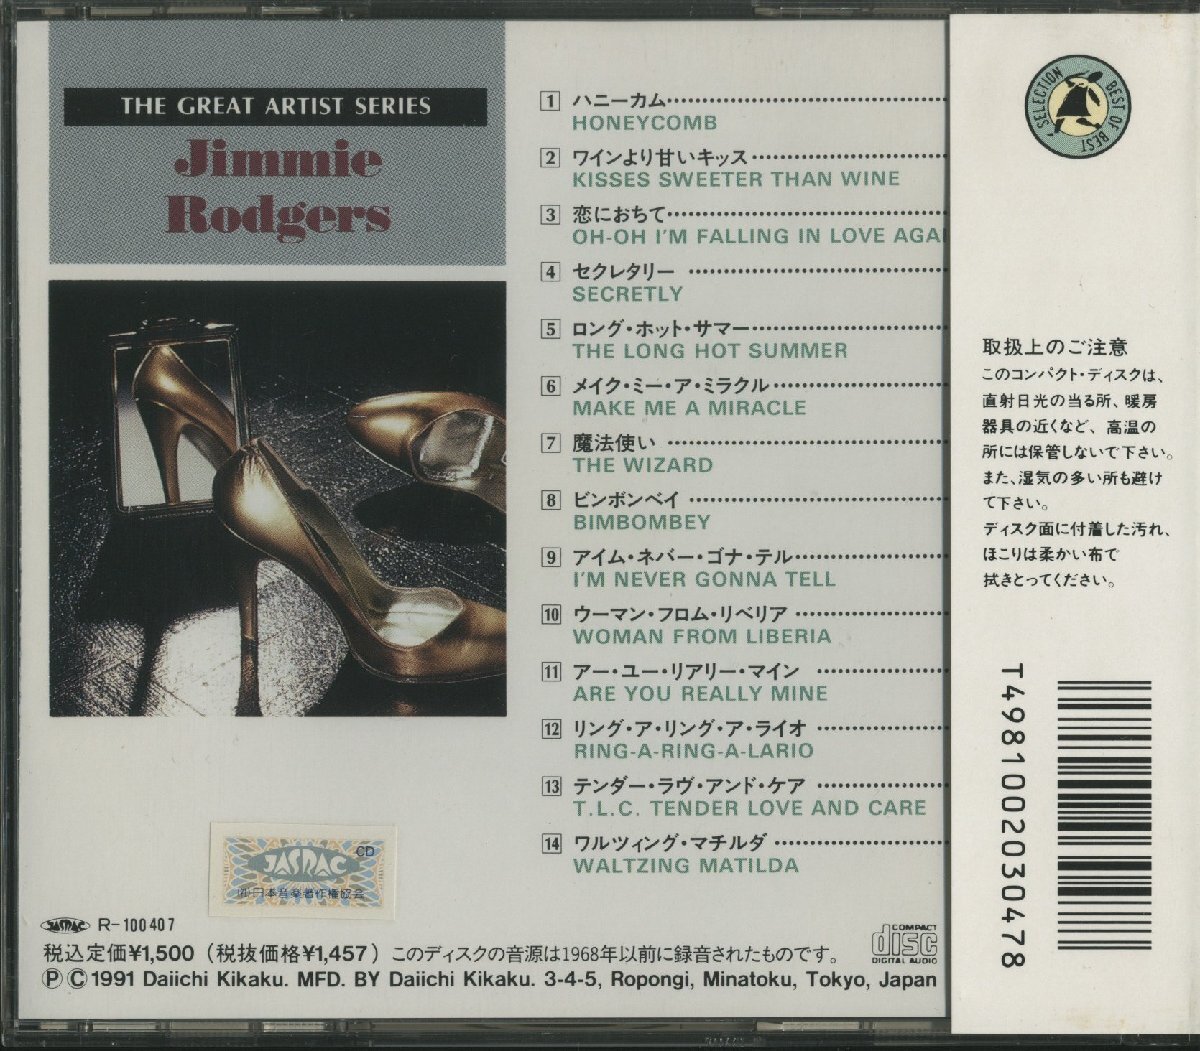 THE GREAT ARTIST SERIES
Jimmie
Rodgers
1 ハニーカム
HONEYCOMB
2 ワインより甘いキッス
KISSES SWEETER THAN WINE
3 恋におちて
OH-OH I'M FALLING IN LOVE AGAI
4 セクレタリー
SECRETLY
5 ロング・ホット・サマー
THE LONG HOT SUMMER
6 メイク・ミー・ア・ミラクル
MAKE ME A MIRACLE
7 魔法使い
THE WIZARD
8 ビンボンベイ
BIMBOMBEY
9 アイム・ネバー・ゴナ・テル
I'M NEVER GONNA TELL
10 ウーマン・フロム・リベリア
WOMAN FROM LIBERIA
11 アー・ユー・リアリー・マイン
ARE YOU REALLY MINE
12 リング・ア・リング・ア・ライオ
RING-A-RING-A-LARIO
13 テンダー・ラヴ・アンド・ケア
T.L.C. TENDER LOVE AND CARE
14 ワルツィング・マチルダ
WALTZING MATILDA
JASRAC CD
(社)日本音楽著作権協会
JASRAC R-100407
税込定価¥1,500(税抜価格¥1,457)このディスクの音源は1968年以前に録音されたものです。
ⓅⒸ1991 Daiichi Kikaku. MFD. BY Daiichi Kikaku. 3-4-5, Ropongi, Minatoku, Tokyo, Japan
COMPACT
disc
DIGITAL AUDIO
SELECTION BEST OF BEST
取扱上のご注意
このコンパクト・ディスクは、
直射日光の当る所、暖房
器具の近くなど、高温の
所には保管しないで下さい。
また、湿気の多い所も避け
て下さい。
ディスク面に付着した汚れ、
ほこりは柔かい布で
拭きとってください。
T4981002030478